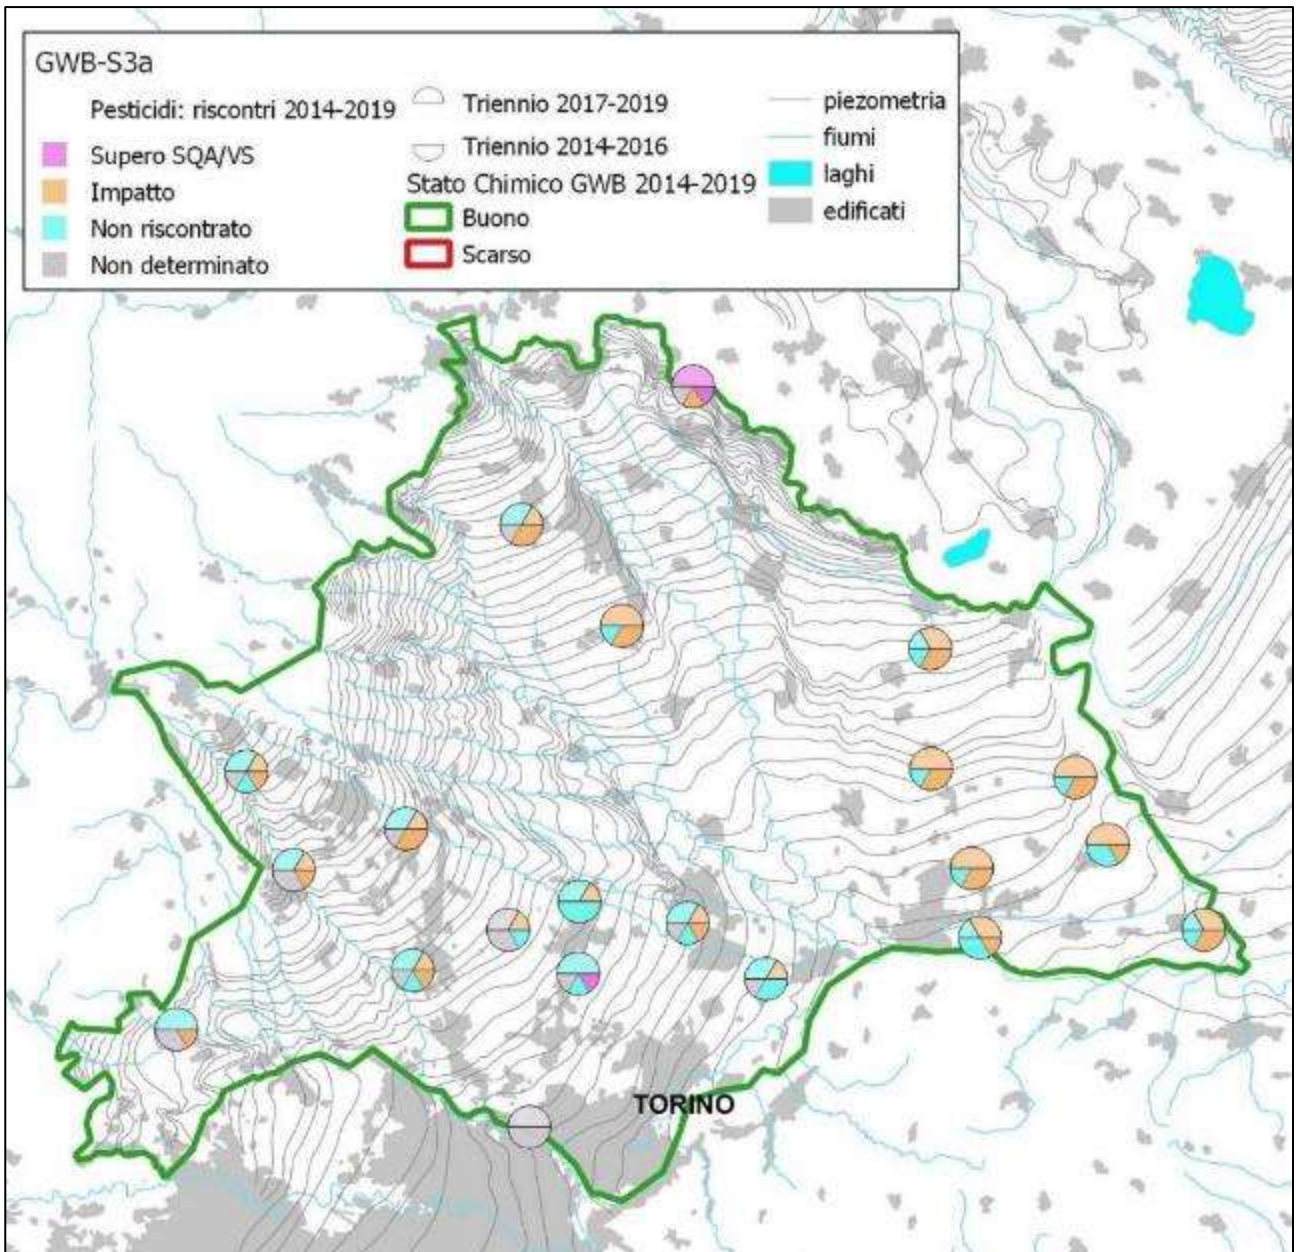 GWB-S3a
Pesticidi: riscontri 2014-2019
Supero SQA/VS
Impatto
Non riscontrato
Non determinato
Triennio 2017-2019
Triennio 2014-2016
Stato Chimico GWB 2014-2019
Buono
Scarso
piezometria
fiumi
laghi
edificati
TORINO